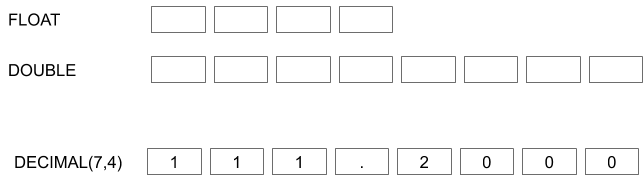 FLOAT
DOUBLE
DECIMAL(7,4) 1 1 1 . 2 0 0 0